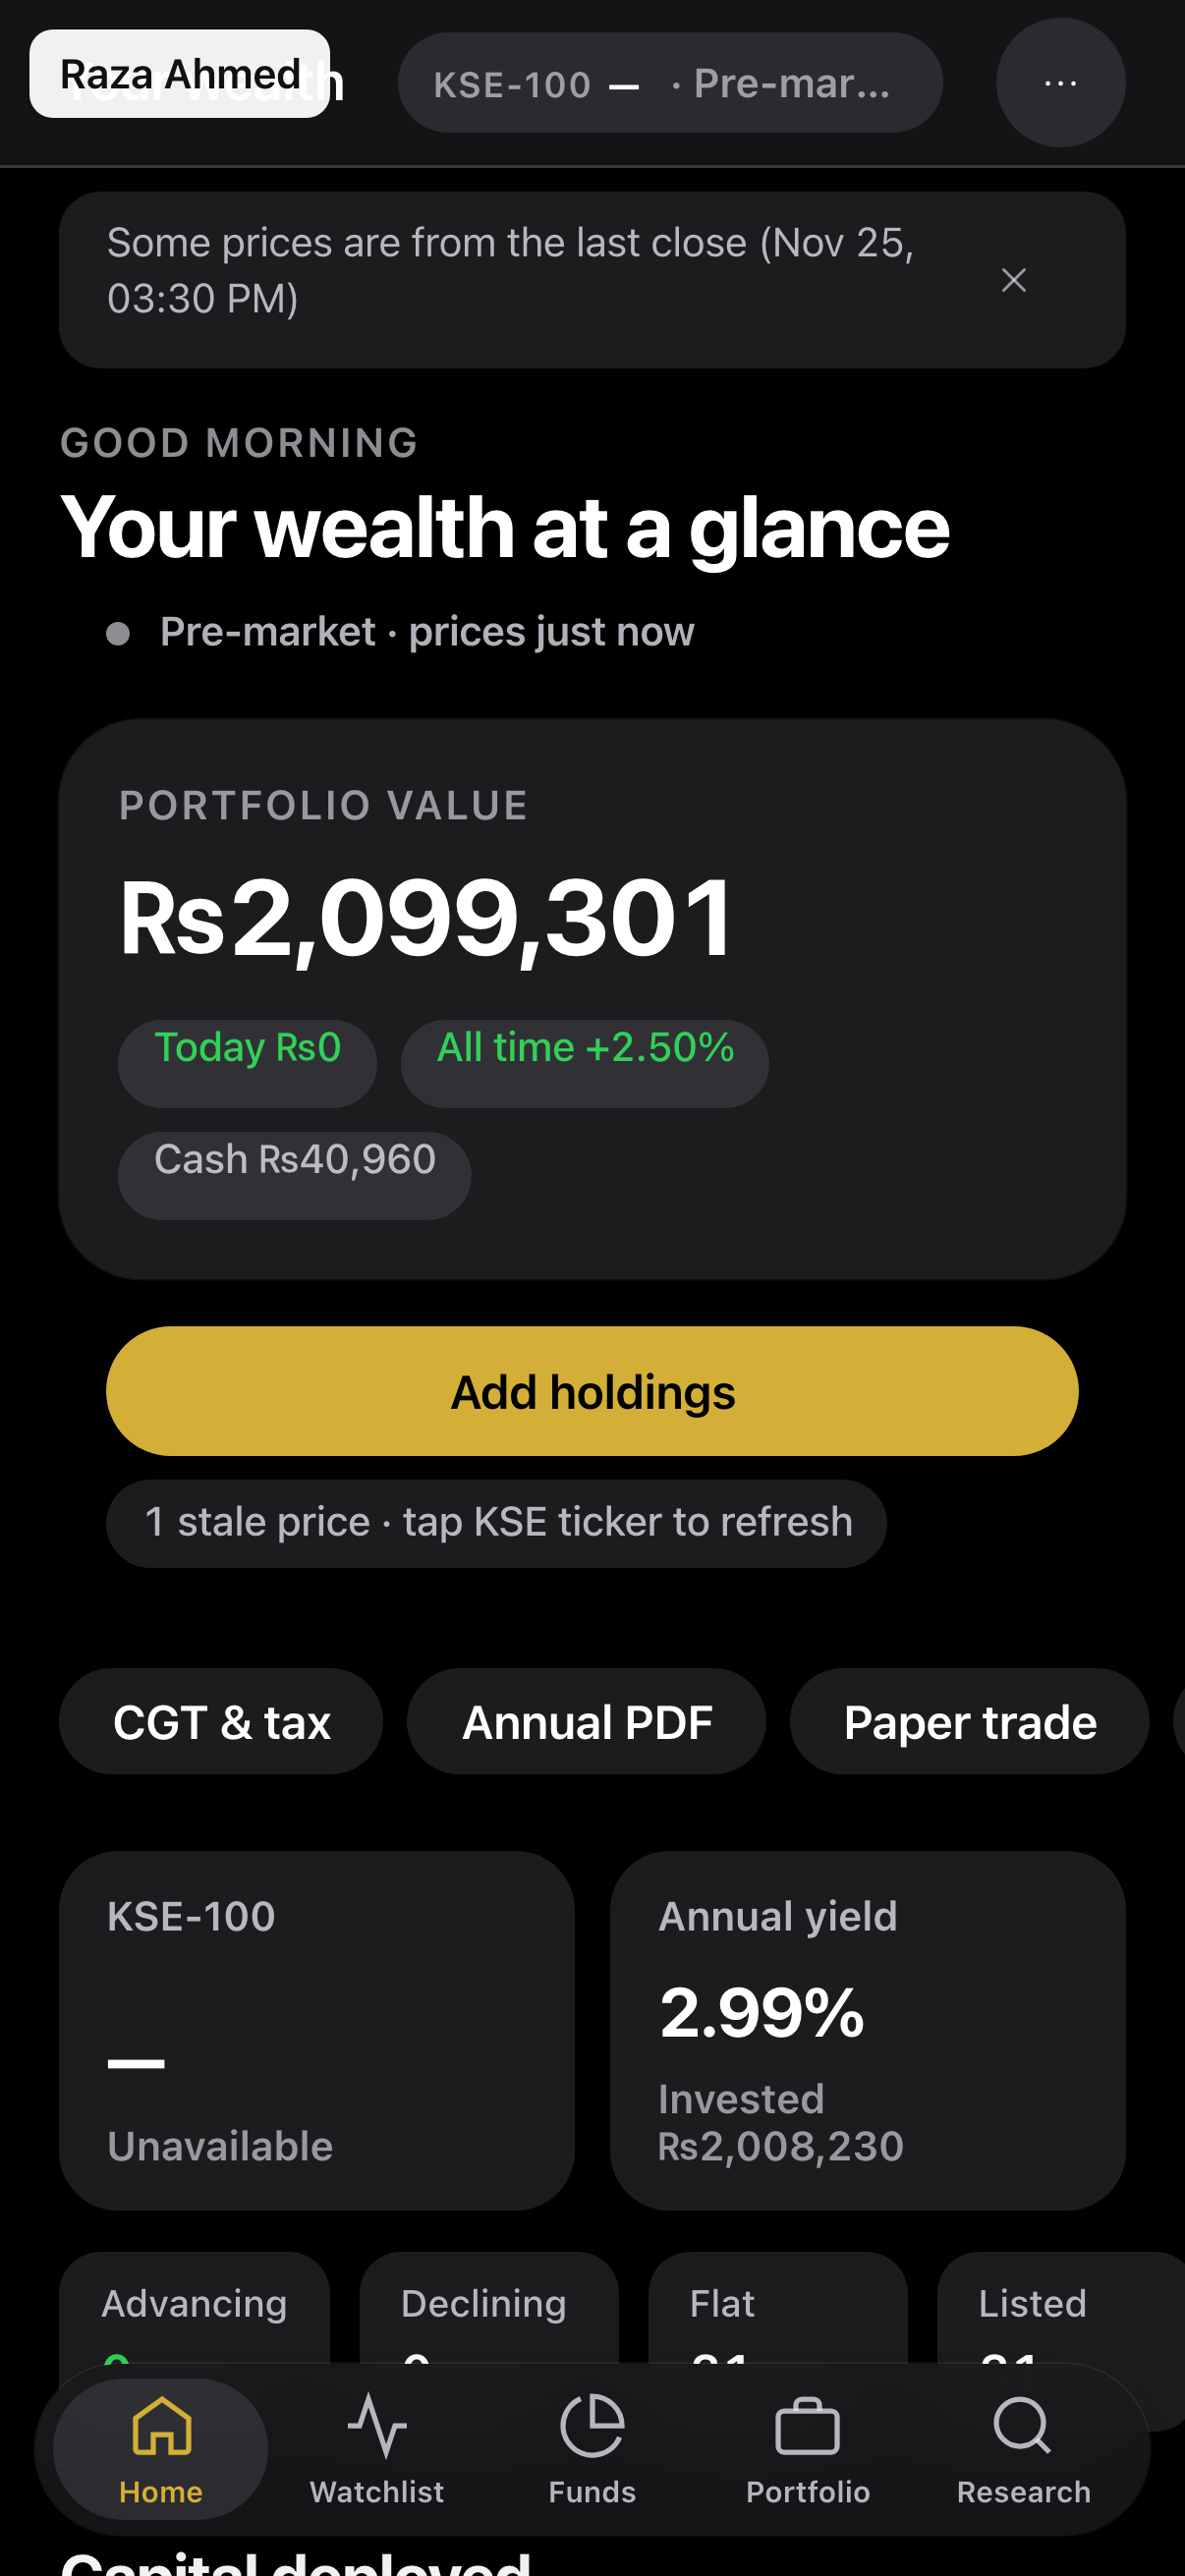 Raza Ahmed
KSE-100 — · Pre-mar...
Some prices are from the last close (Nov 25,
03:30 PM)
GOOD MORNING
Your wealth at a glance
Pre-market · prices just now
PORTFOLIO VALUE
₨2,099,301
Today ₨0
All time +2.50%
Cash ₨40,960
Add holdings
1 stale price · tap KSE ticker to refresh
CGT & tax
Annual PDF
Paper trade
KSE-100
—
Unavailable
Annual yield
2.99%
Invested
₨2,008,230
Advancing
Declining
Flat
Listed
Home
Watchlist
Funds
Portfolio
Research
Capital deployed